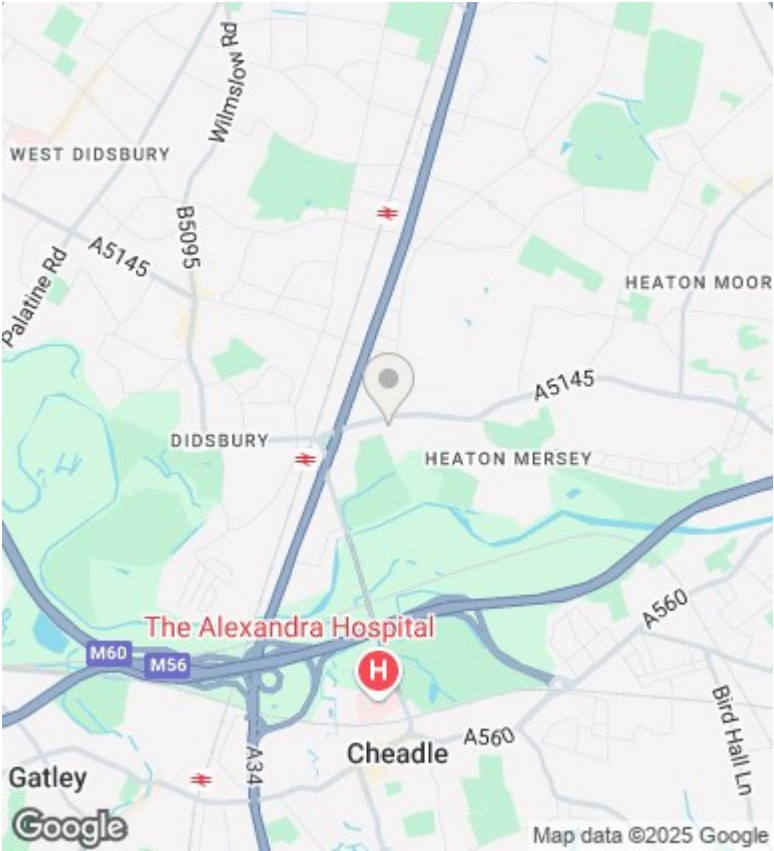 Wilmslow Rd
WEST DIDSBURY
B5095
A5145
Palatine Rd
HEATON MOOR
A5145
DIDSBURY
HEATON MERSEY
A560
The Alexandra Hospital
M60
M56
H
Bird Hall Ln
A34
A560
Cheadle
Gatley
Google
Map data ©2025 Google